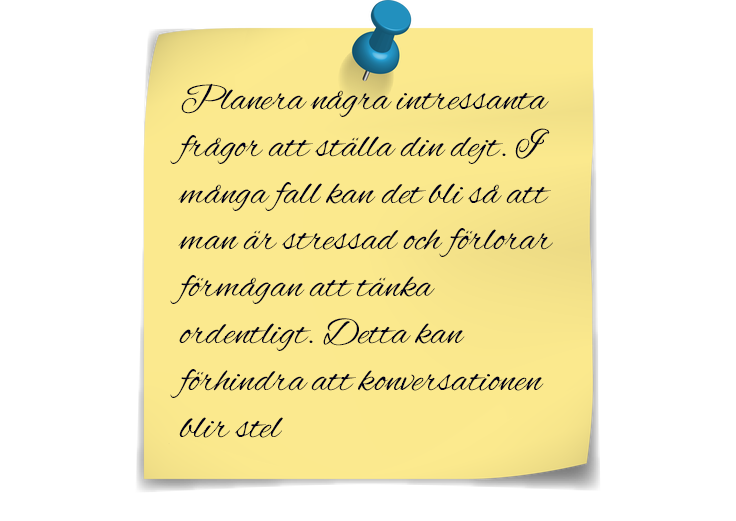 Planera några intressanta
frågor att ställa din dejt. I
många fall kan det bli så att
man är stressad och förlorar
förmågan att tänka
ordentligt. Detta kan
förhindra att konversationen
blir stel